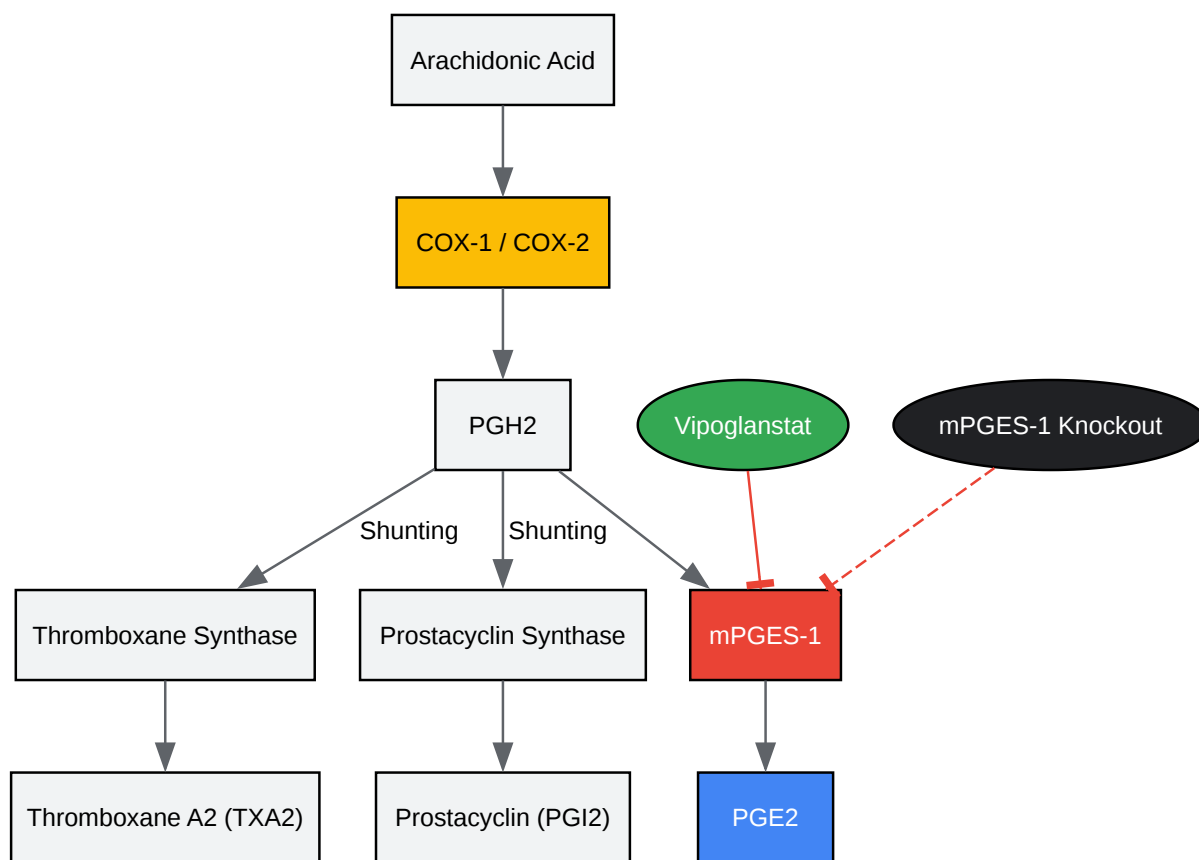 Arachidonic Acid
COX-1 / COX-2
PGH2
Vipoglanstat
mPGES-1 Knockout
Shunting
Shunting
Thromboxane Synthase
Prostacyclin Synthase
mPGES-1
Thromboxane A2 (TXA2)
Prostacyclin (PGI2)
PGE2